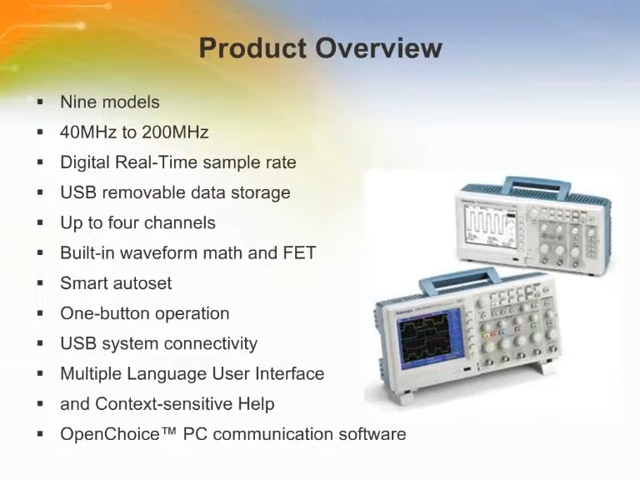 Product Overview
Nine models
40MHz to 200MHz
Digital Real-Time sample rate
USB removable data storage
Up to four channels
Built-in waveform math and FET
Smart autoset
One-button operation
USB system connectivity
Multiple Language User Interface
and Context-sensitive Help
OpenChoice™ PC communication software